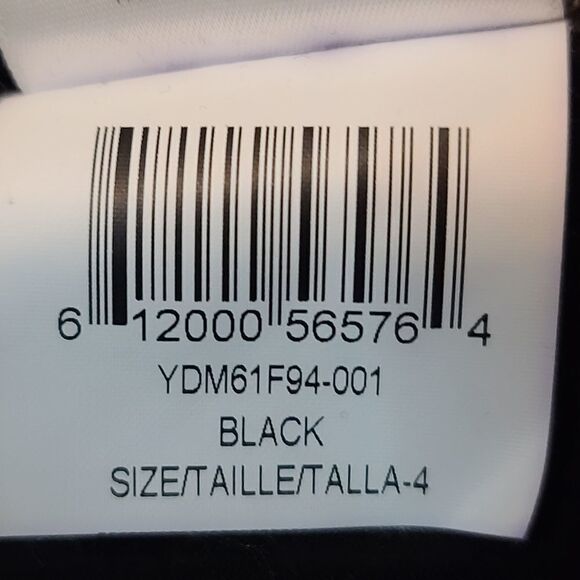 6 12000 56576 4
YDM61F94-001
BLACK
SIZE/TAILLE/TALLA-4